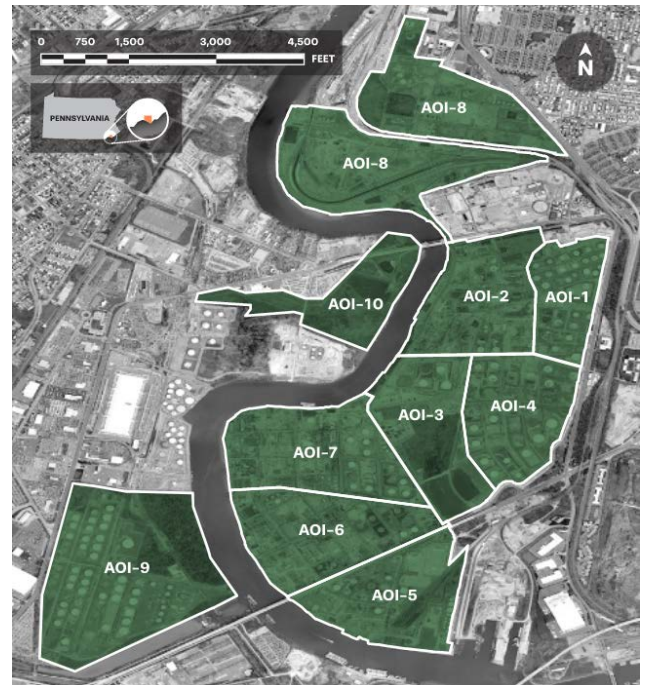 0 750 1,500 3,000 4,500
FEET
N
PENNSYLVANIA
AOI-8
AOI-8
AOI-10
AOI-2
AOI-1
AOI-3
AOI-4
AOI-7
AOI-6
AOI-9
AOI-5